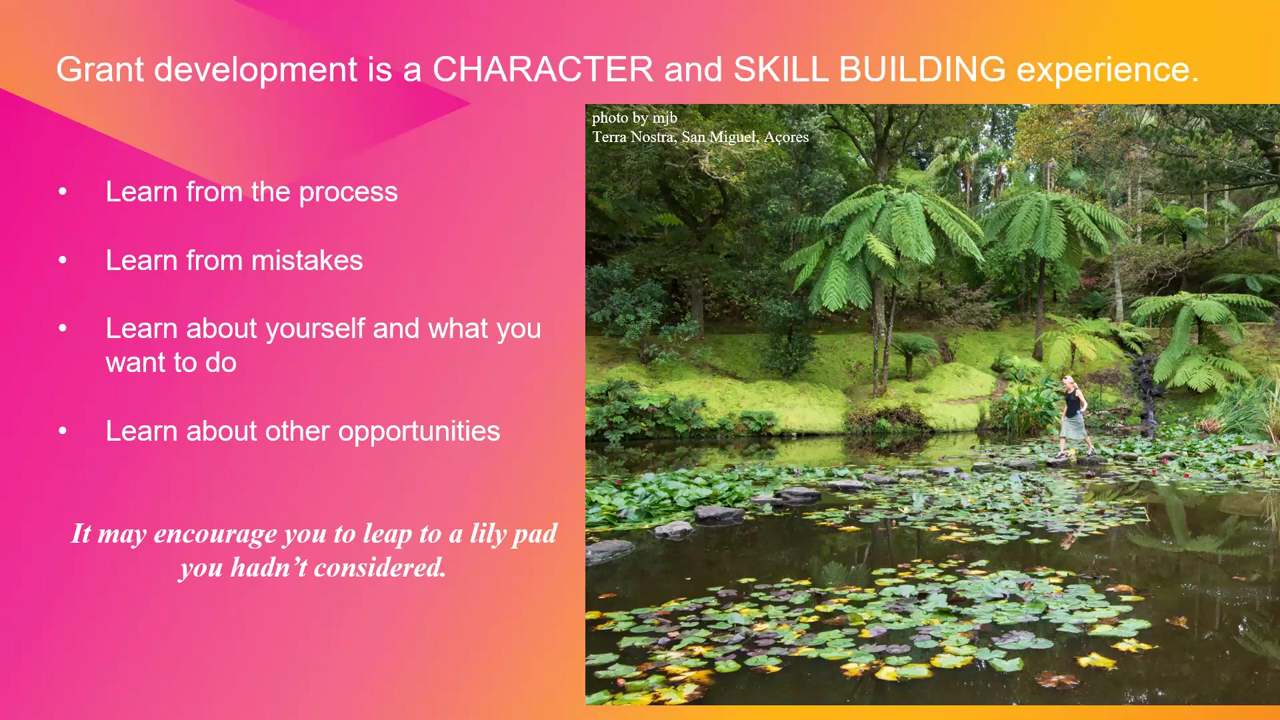 Grant development is a CHARACTER and SKILL BUILDING experience.
photo by mjb
Terra Nostra, San Miguel, Açores
• Learn from the process
• Learn from mistakes
• Learn about yourself and what you
want to do
• Learn about other opportunities
It may encourage you to leap to a lily pad
you hadn’t considered.